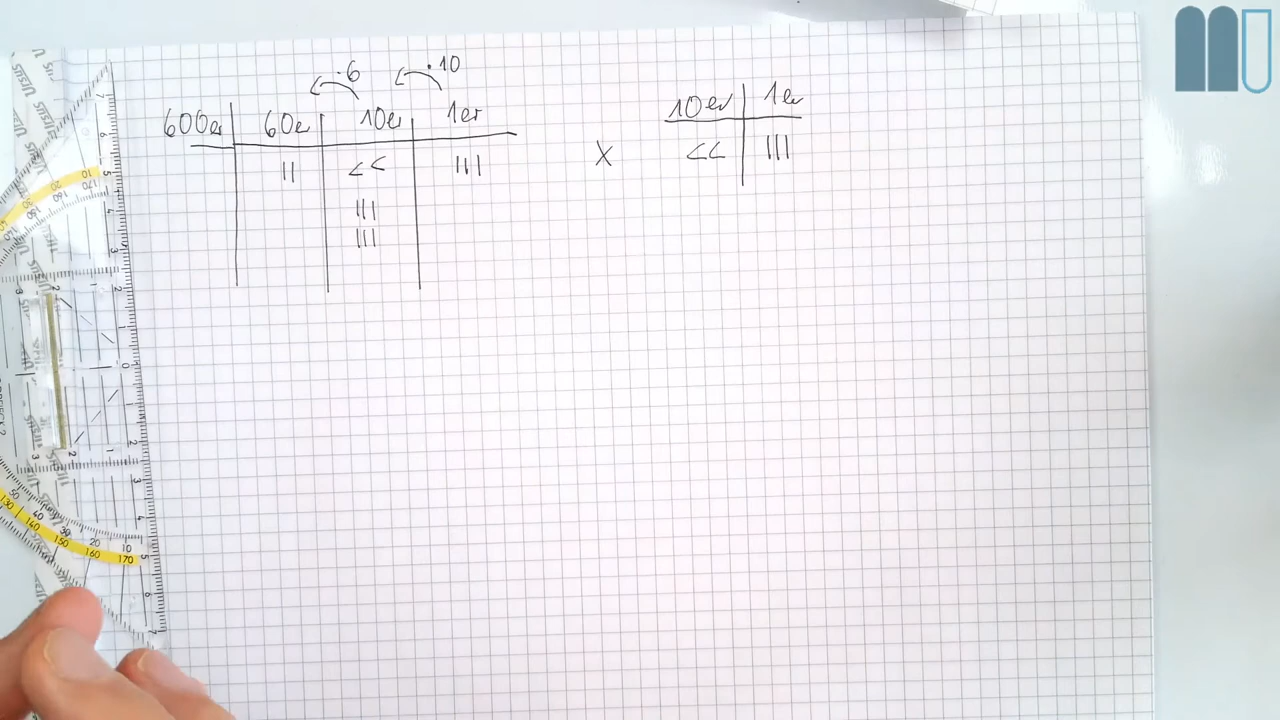 ·6 ·10
600er 60er 10er 1er
|| << |||
|||
|||
x
10er 1er
<< |||